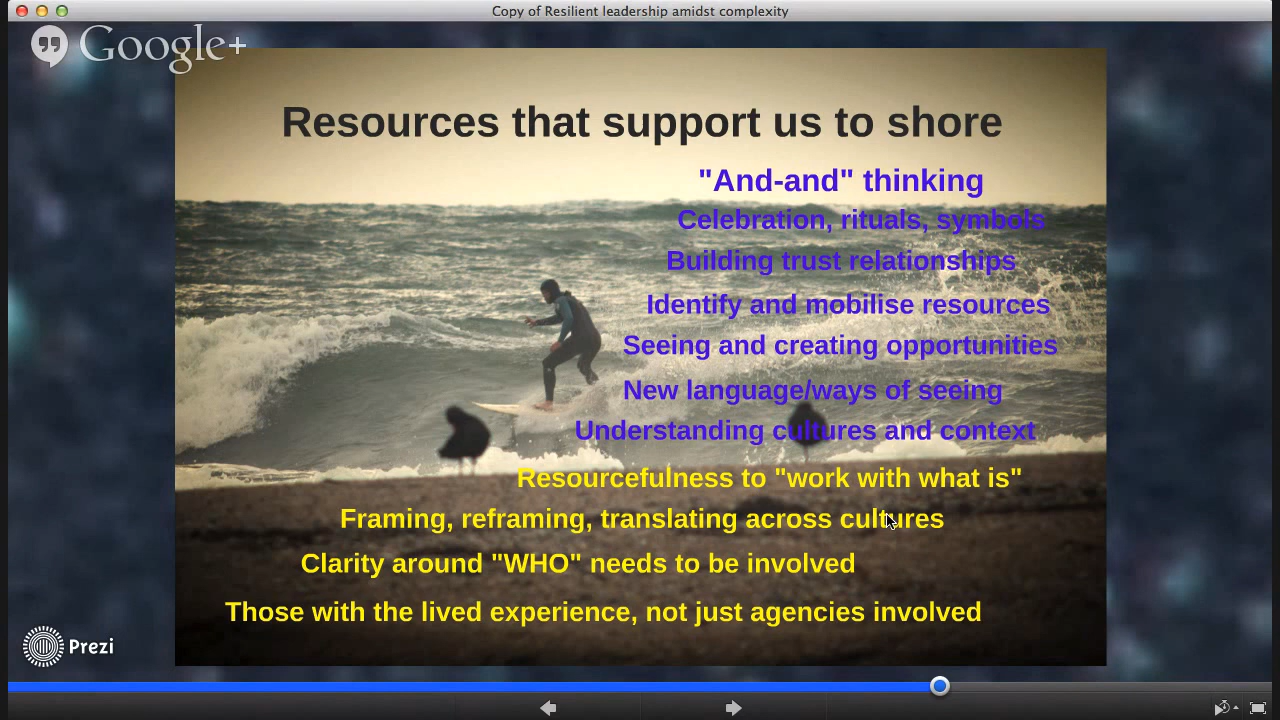 Copy of Resilient leadership amidst complexity
Google+
Resources that support us to shore
"And-and" thinking
Celebration, rituals, symbols
Building trust relationships
Identify and mobilise resources
Seeing and creating opportunities
New language/ways of seeing
Understanding cultures and context
Resourcefulness to "work with what is"
Framing, reframing, translating across cultures
Clarity around "WHO" needs to be involved
Those with the lived experience, not just agencies involved
Prezi